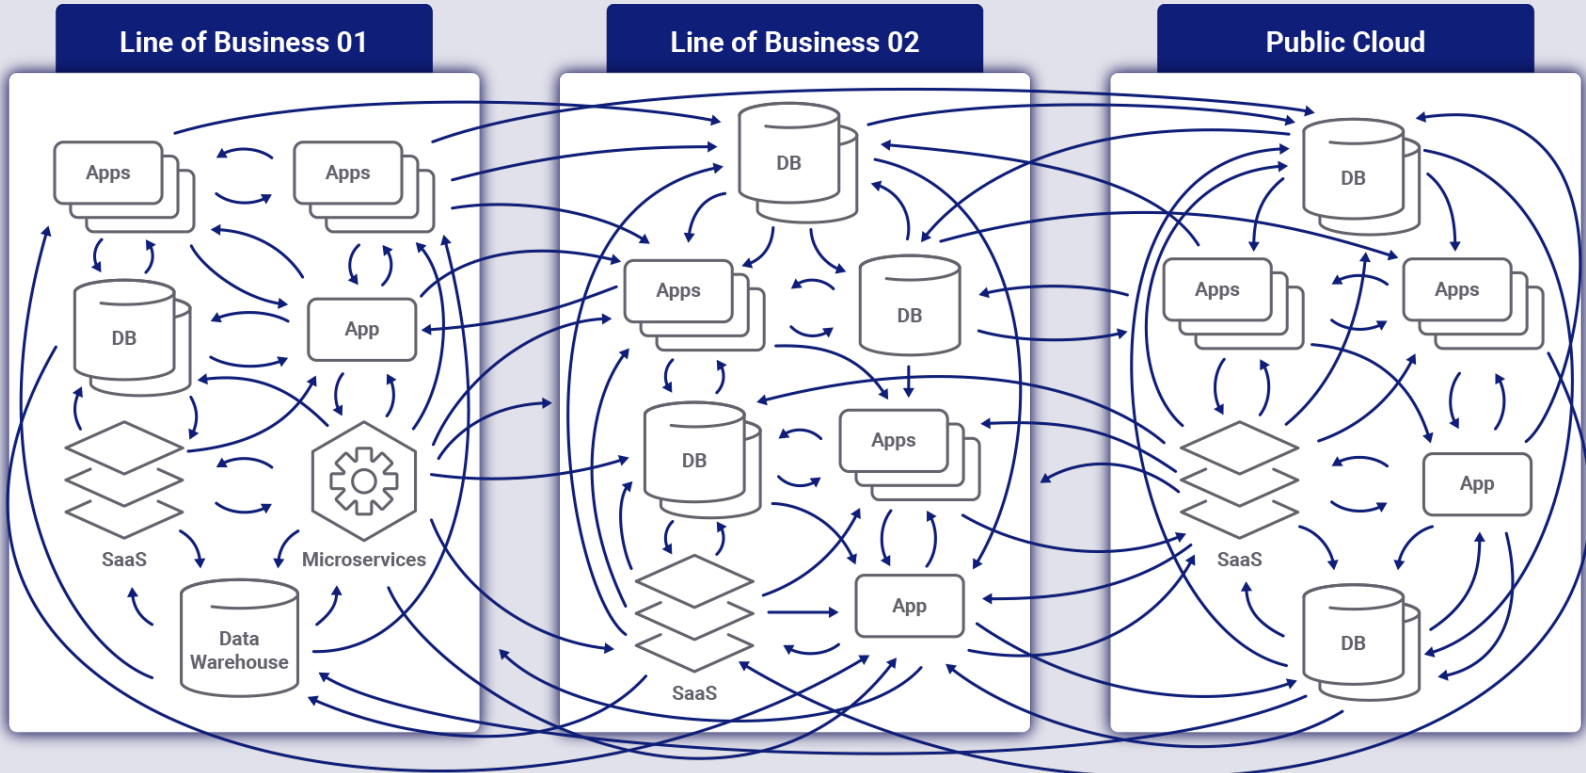 Line of Business 01
Line of Business 02
Public Cloud
Apps
Apps
DB
App
SaaS
Microservices
Data
Warehouse
DB
Apps
DB
DB
Apps
App
SaaS
DB
Apps
Apps
App
SaaS
DB